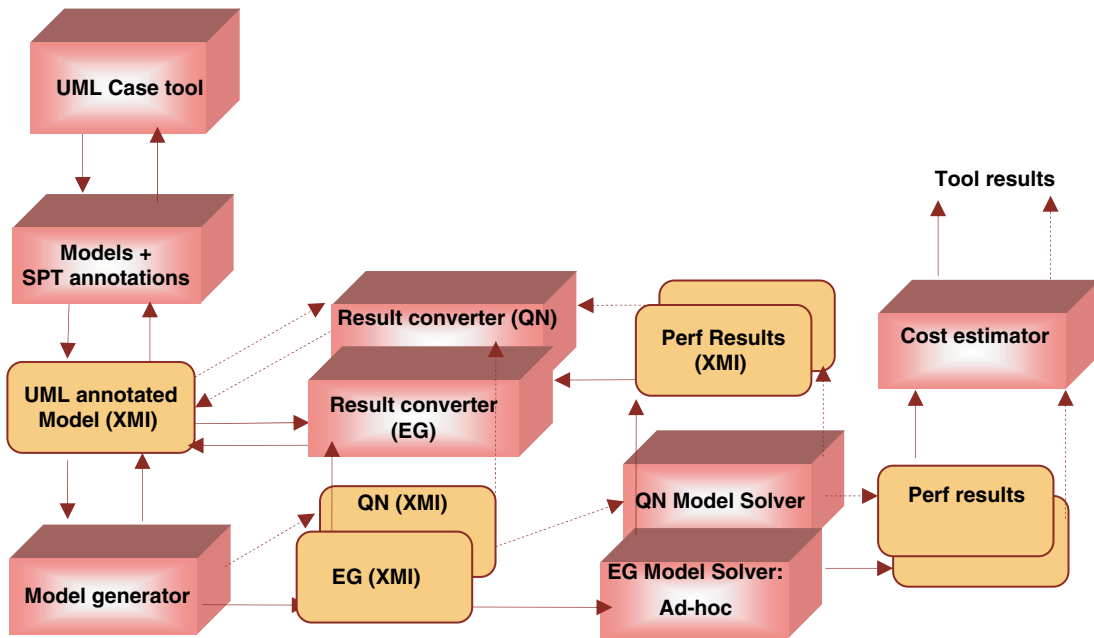 UML Case tool
Models +
SPT annotations
UML annotated
Model (XMI)
Model generator
Result converter (QN)
Result converter
(EG)
QN (XMI)
EG (XMI)
Perf Results
(XMI)
QN Model Solver
EG Model Solver:
Ad-hoc
Tool results
Cost estimator
Perf results